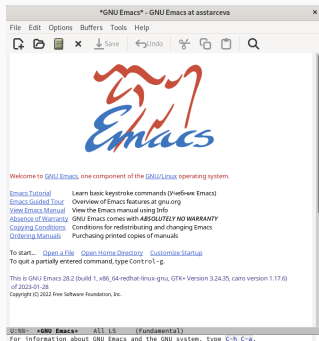 *GNU Emacs* - GNU Emacs at asstarceva
File Edit Options Buffers Tools Help
Save Undo
Emacs
Welcome to GNU Emacs, one component of the GNU/Linux operating system.
Emacs Tutorial Learn basic keystroke commands (Учебник Emacs)
Emacs Guided Tour Overview of Emacs features at gnu.org
View Emacs Manual View the Emacs manual using Info
Absence of Warranty GNU Emacs comes with ABSOLUTELY NO WARRANTY
Copying Conditions Conditions for redistributing and changing Emacs
Ordering Manuals Purchasing printed copies of manuals
To start... Open a File Open Home Directory Customize Startup
To quit a partially entered command, type Control-g.
This is GNU Emacs 28.2 (build 1, x86_64-redhat-linux-gnu, GTK+ Version 3.24.35, cairo version 1.17.6)
of 2023-01-28
Copyright (C) 2022 Free Software Foundation, Inc.
U:%%- *GNU Emacs* All L5 (Fundamental)
For information about GNU Emacs and the GNU system, type C-h C-a.